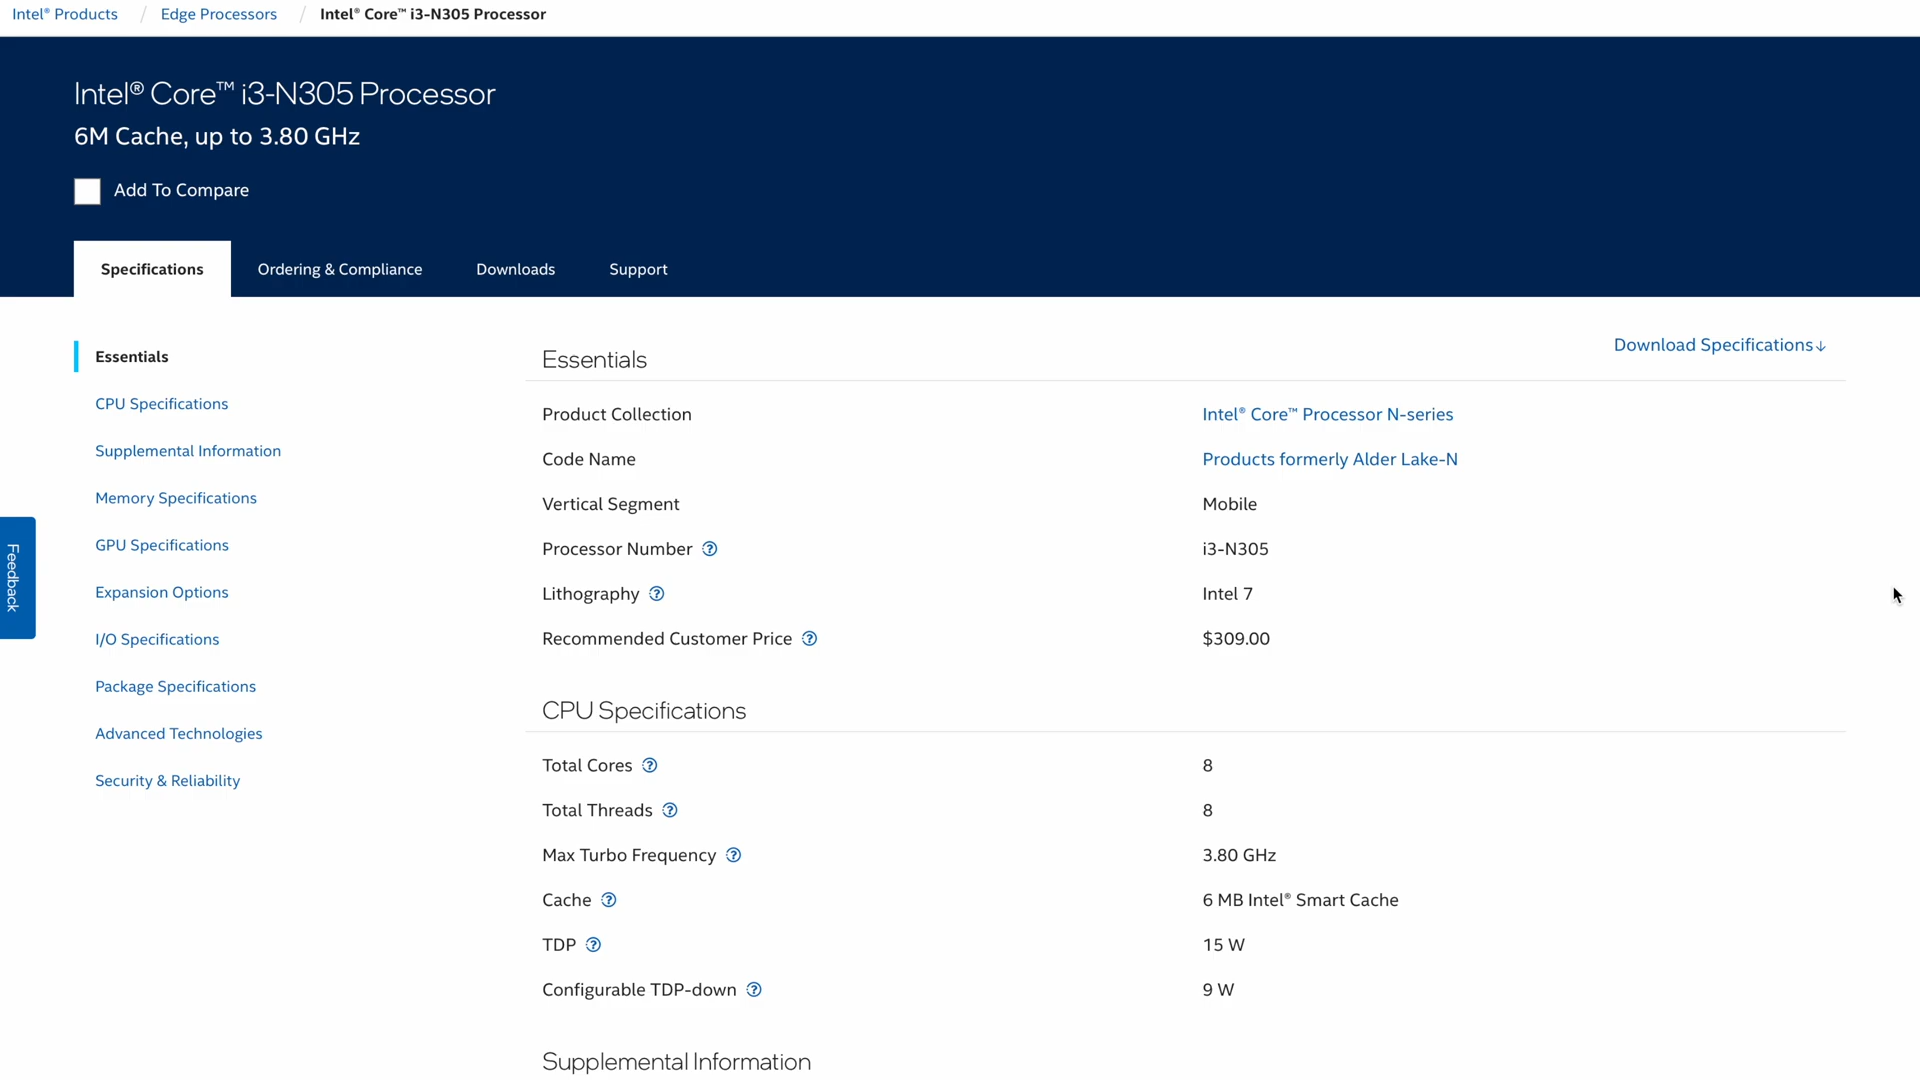 Intel® Products / Edge Processors / Intel® Core™ i3-N305 Processor
Intel® Core™ i3-N305 Processor
6M Cache, up to 3.80 GHz
Add To Compare
Specifications Ordering & Compliance Downloads Support
Download Specifications↓
Essentials
CPU Specifications
Supplemental Information
Memory Specifications
GPU Specifications
Expansion Options
I/O Specifications
Package Specifications
Advanced Technologies
Security & Reliability
Feedback
Essentials
Product Collection Intel® Core™ Processor N-series
Code Name Products formerly Alder Lake-N
Vertical Segment Mobile
Processor Number ? i3-N305
Lithography ? Intel 7
Recommended Customer Price ? $309.00
CPU Specifications
Total Cores ? 8
Total Threads ? 8
Max Turbo Frequency ? 3.80 GHz
Cache ? 6 MB Intel® Smart Cache
TDP ? 15 W
Configurable TDP-down ? 9 W
Supplemental Information